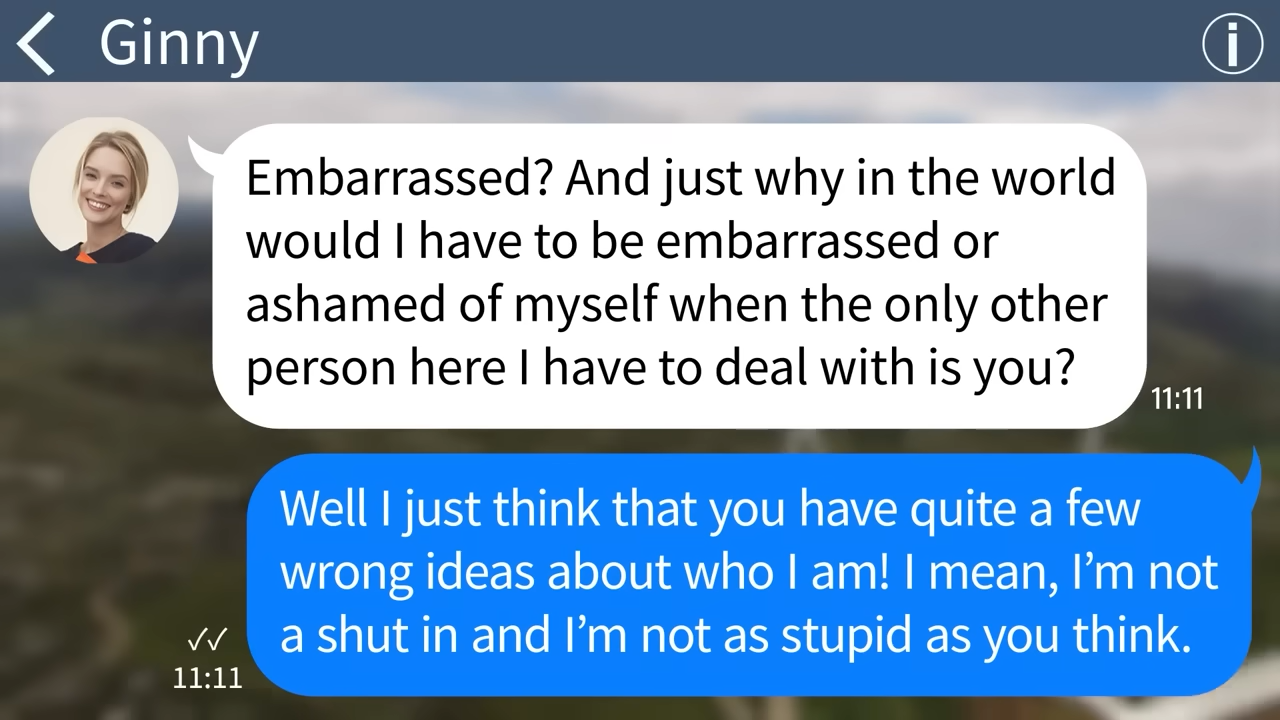 Ginny
Embarrassed? And just why in the world
would I have to be embarrassed or
ashamed of myself when the only other
person here I have to deal with is you?
11:11
Well I just think that you have quite a few
wrong ideas about who I am! I mean, I’m not
a shut in and I’m not as stupid as you think.
11:11